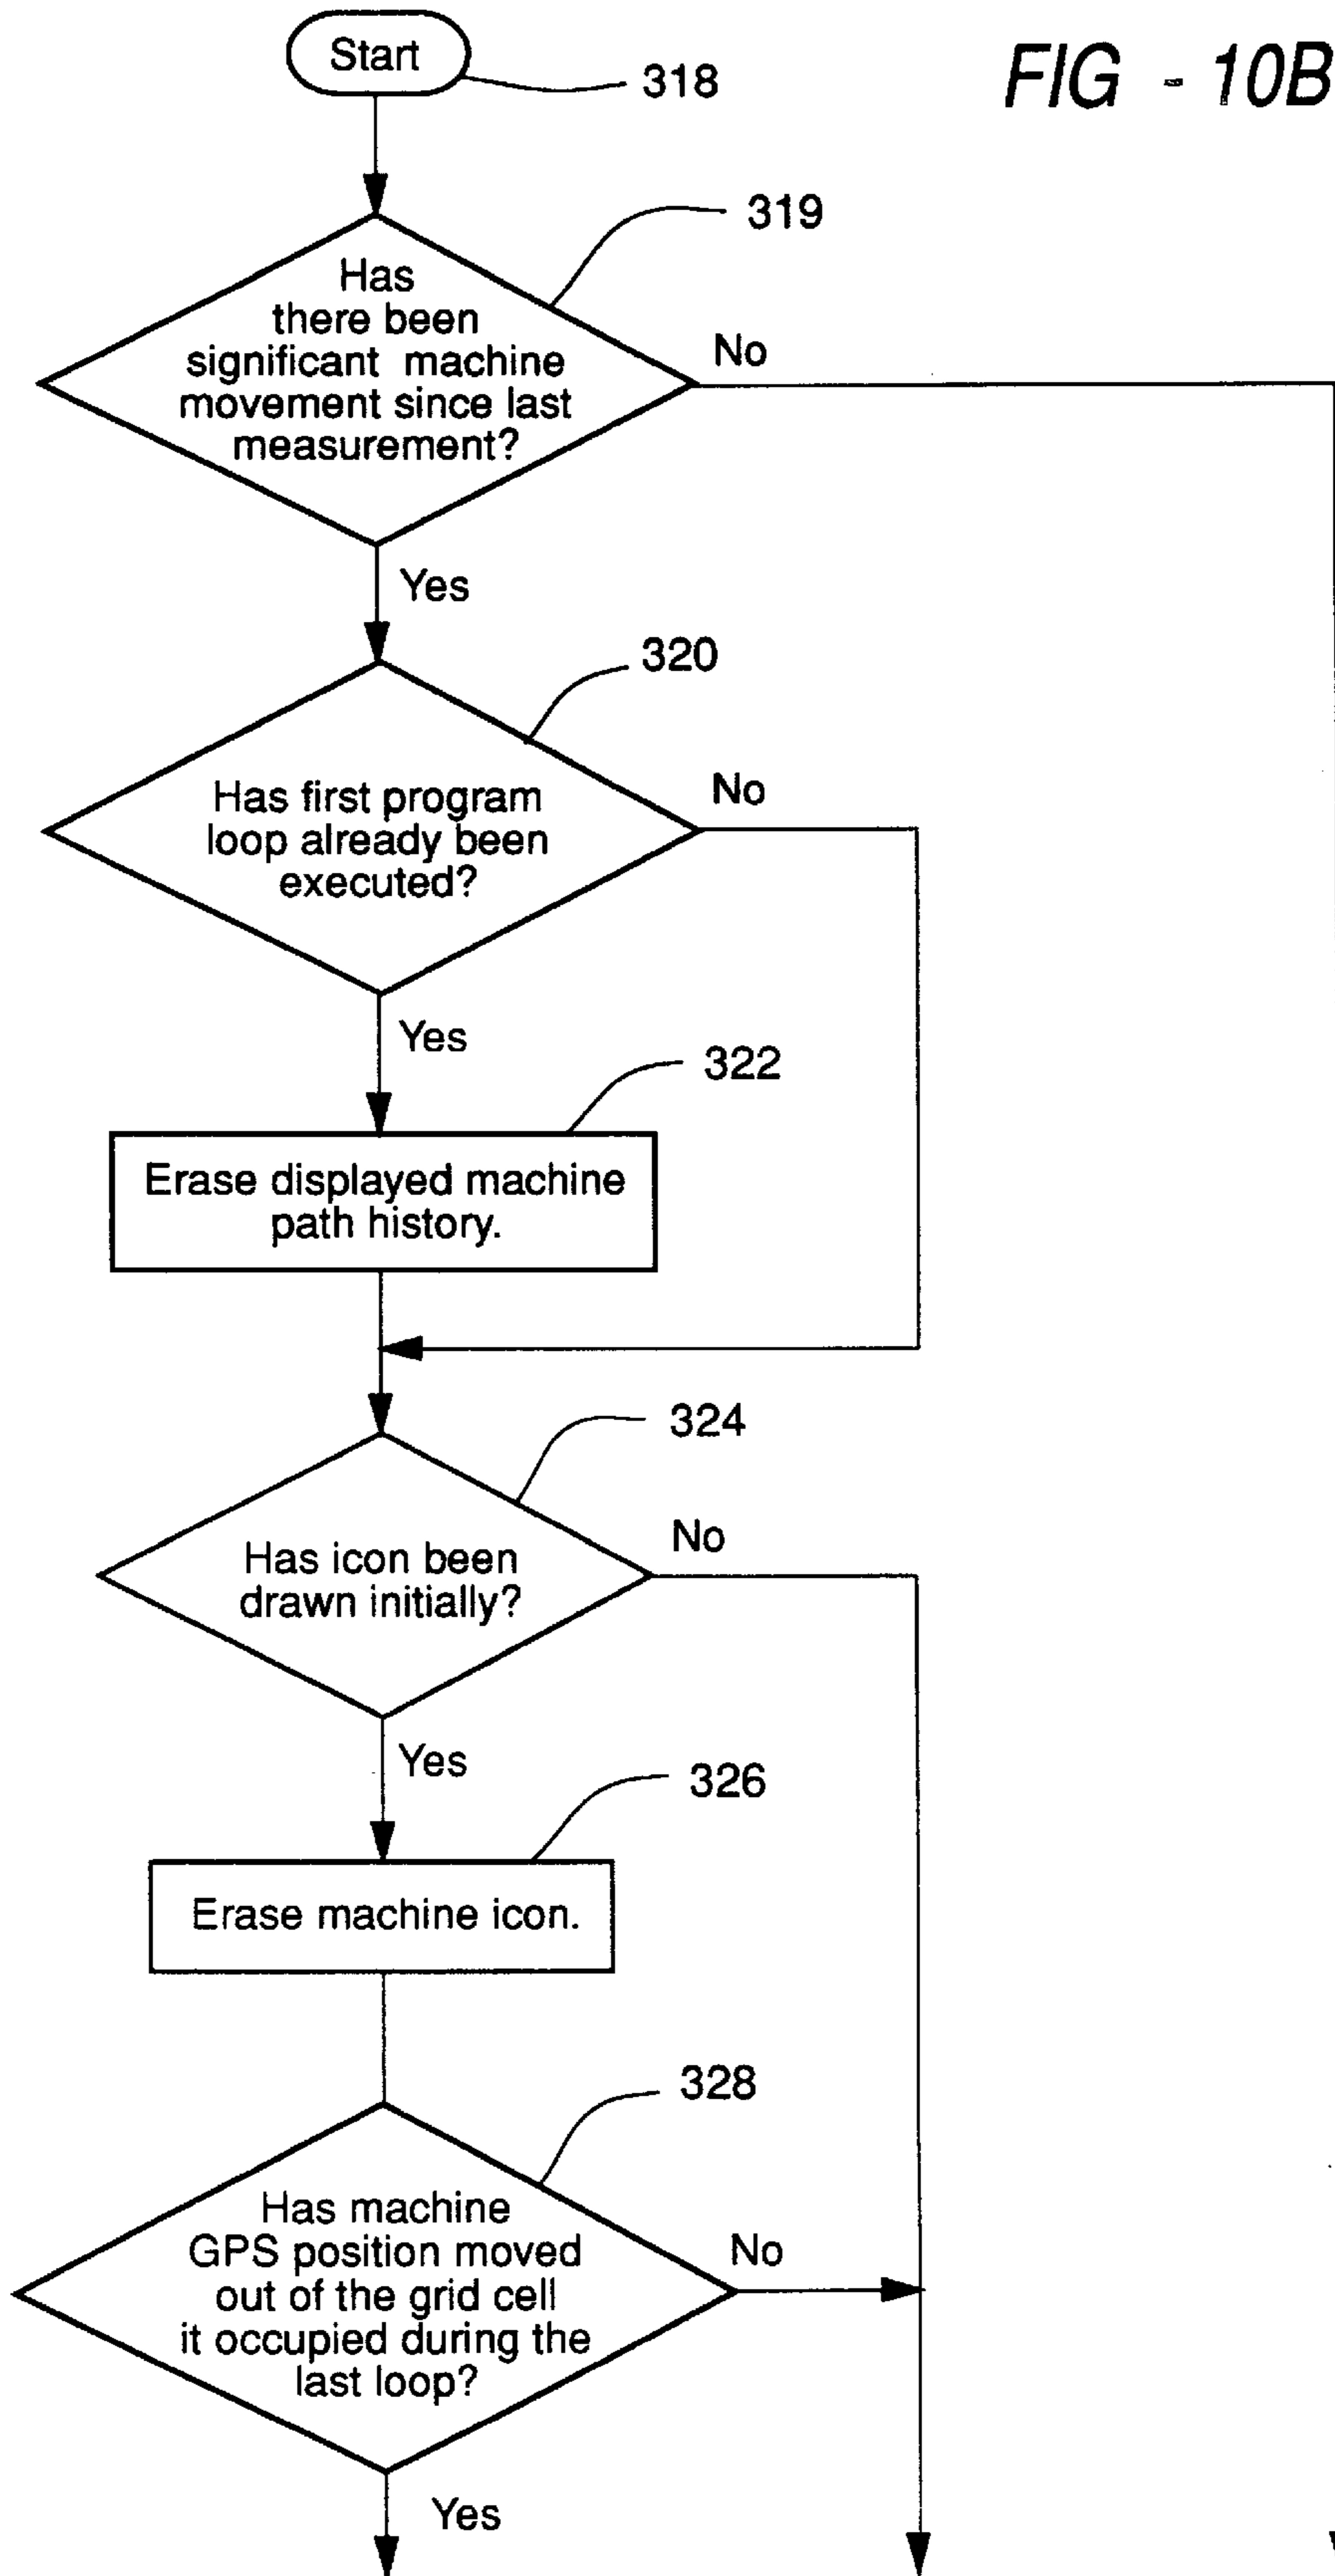 Start
318
FIG - 10B
319
Has
there been
significant machine
movement since last
measurement?
No
Yes
320
Has first program
loop already been
executed?
No
Yes
322
Erase displayed machine
path history.
324
Has icon been
drawn initially?
No
Yes
326
Erase machine icon.
328
Has machine
GPS position moved
out of the grid cell
it occupied during the
last loop?
No
Yes